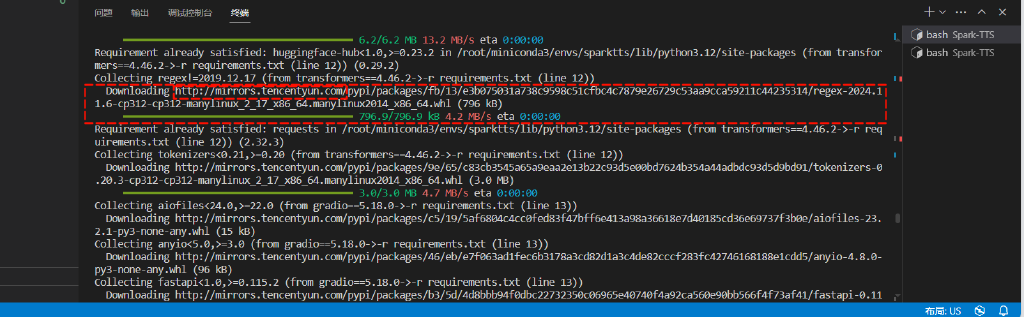 问题 输出 调试控制台 终端
bash Spark-TTS
bash Spark-TTS
6.2/6.2 MB 13.2 MB/s eta 0:00:00
Requirement already satisfied: huggingface-hub<1.0,>=0.23.2 in /root/miniconda3/envs/sparktts/lib/python3.12/site-packages (from transfor
mers==4.46.2->-r requirements.txt (line 12)) (0.29.2)
Collecting regex!=2019.12.17 (from transformers==4.46.2->-r requirements.txt (line 12))
Downloading http://mirrors.tencentyun.com/pypi/packages/fb/13/e3b075031a738c9598c51cfbc4c7879e26729c53aa9cca59211c44235314/regex-2024.1
1.6-cp312-cp312-manylinux_2_17_x86_64.manylinux2014_x86_64.whl (796 kB)
796.9/796.9 kB 4.2 MB/s eta 0:00:00
Requirement already satisfied: requests in /root/miniconda3/envs/sparktts/lib/python3.12/site-packages (from transformers==4.46.2->-r req
uirements.txt (line 12)) (2.32.3)
Collecting tokenizers<0.21,>=0.20 (from transformers==4.46.2->-r requirements.txt (line 12))
Downloading http://mirrors.tencentyun.com/pypi/packages/9e/65/c83cb3545a65a9eaa2e13b22c93d5e00bd7624b354a44adbdc93d5d9bd91/tokenizers-0
.20.3-cp312-cp312-manylinux_2_17_x86_64.manylinux2014_x86_64.whl (3.0 MB)
3.0/3.0 MB 4.7 MB/s eta 0:00:00
Collecting aiofiles<24.0,>=22.0 (from gradio==5.18.0->-r requirements.txt (line 13))
Downloading http://mirrors.tencentyun.com/pypi/packages/c5/19/5af6804c4cc0fed83f47bff6e413a98a36618e7d40185cd36e69737f3b0e/aiofiles-23.
2.1-py3-none-any.whl (15 kB)
Collecting anyio<5.0,>=3.0 (from gradio==5.18.0->-r requirements.txt (line 13))
Downloading http://mirrors.tencentyun.com/pypi/packages/46/eb/e7f063ad1fec6b3178a3cd82d1a3c4de82cccf283fc42746168188e1cdd5/anyio-4.8.0-
py3-none-any.whl (96 kB)
Collecting fastapi<1.0,>=0.115.2 (from gradio==5.18.0->-r requirements.txt (line 13))
Downloading http://mirrors.tencentyun.com/pypi/packages/b3/5d/4d8bbb94f0dbc22732350c06965e40740f4a92ca560e90bb566f4f73af41/fastapi-0.11
布局: US